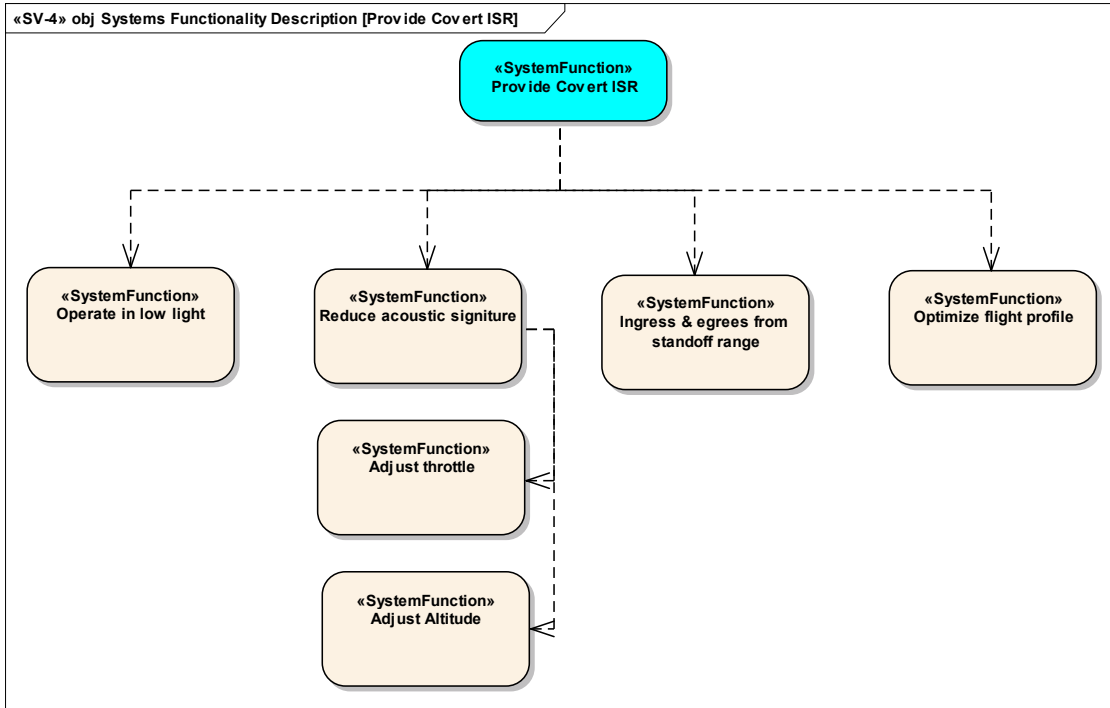 «SV-4» obj Systems Functionality Description [Provide Covert ISR]
«SystemFunction»
Provide Covert ISR
«SystemFunction»
Operate in low light
«SystemFunction»
Reduce acoustic signiture
«SystemFunction»
Ingress & egrees from
standoff range
«SystemFunction»
Optimize flight profile
«SystemFunction»
Adjust throttle
«SystemFunction»
Adjust Altitude